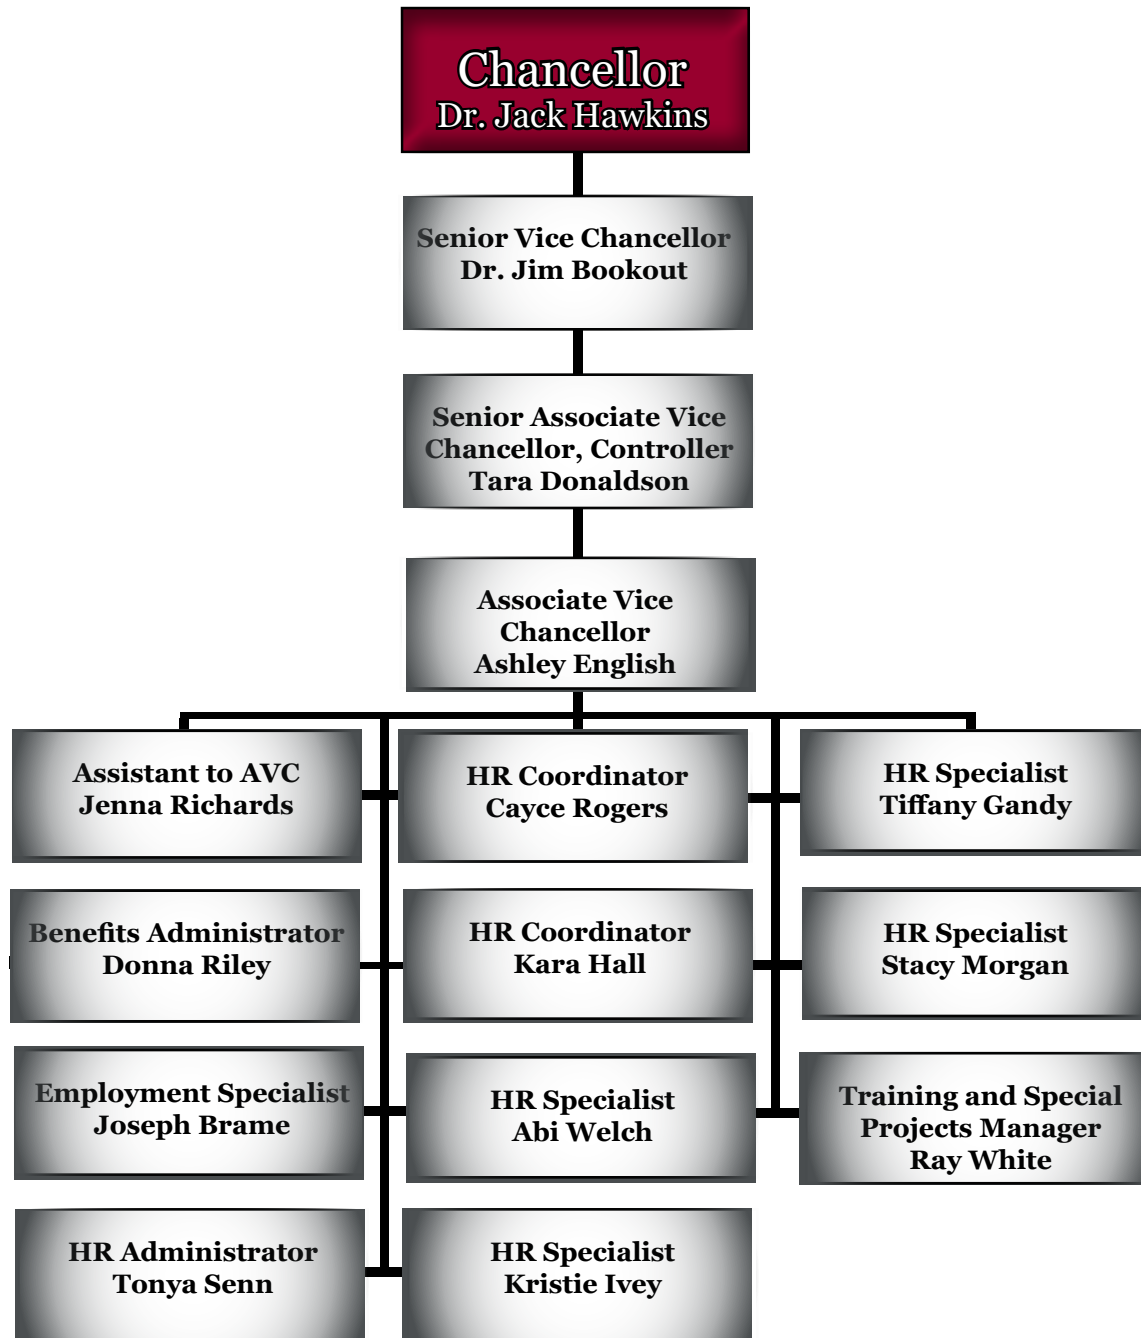 Chancellor
Dr. Jack Hawkins
Senior Vice Chancellor
Dr. Jim Bookout
Senior Associate Vice
Chancellor, Controller
Tara Donaldson
Associate Vice
Chancellor
Ashley English
Assistant to AVC
Jenna Richards
HR Coordinator
Cayce Rogers
HR Specialist
Tiffany Gandy
Benefits Administrator
Donna Riley
HR Coordinator
Kara Hall
HR Specialist
Stacy Morgan
Employment Specialist
Joseph Brame
HR Specialist
Abi Welch
Training and Special
Projects Manager
Ray White
HR Administrator
Tonya Senn
HR Specialist
Kristie Ivey